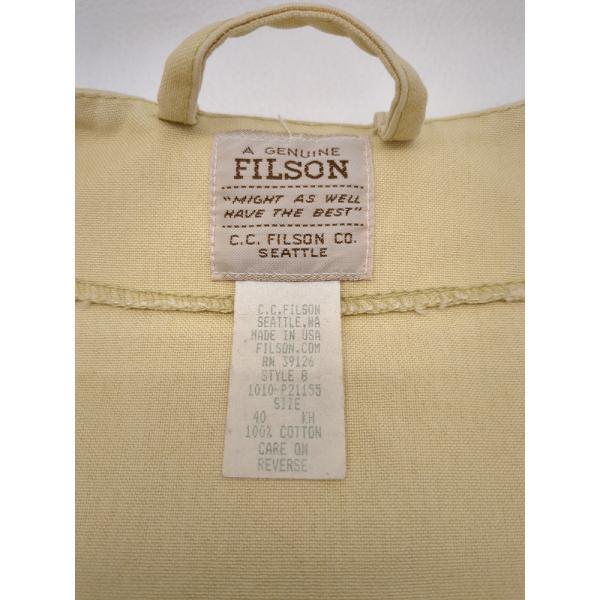 A GENUINE
FILSON
"MIGHT AS WELL
HAVE THE BEST"
C.C. FILSON CO.
SEATTLE
C.C.FILSON
SEATTLE,WA
MADE IN USA
FILSON.COM
RN 39126
STYLE 8
1010-P21155
SIZE
40 KH
100% COTTON
CARE ON
REVERSE